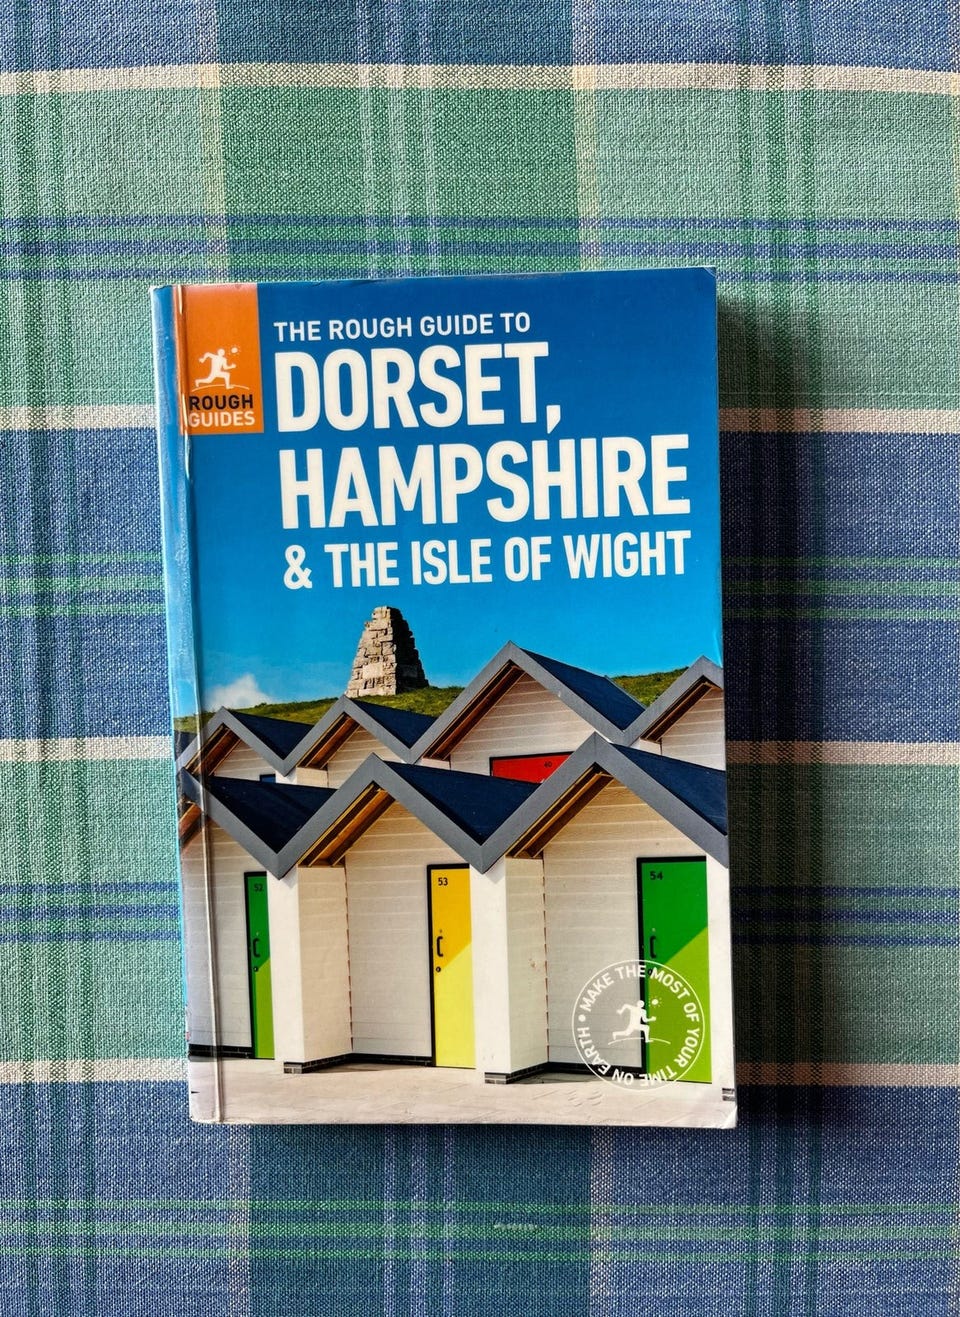 THE ROUGH GUIDE TO
DORSET,
HAMPSHIRE
& THE ISLE OF WIGHT
ROUGH
GUIDES
40
52
53
54
• MAKE THE MOST OF YOUR TIME ON EARTH